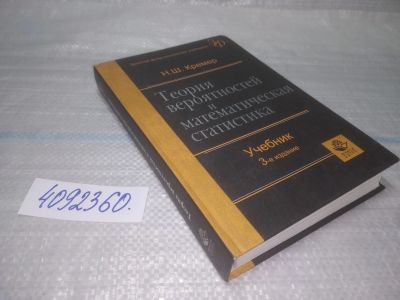 Н.Ш. Кремер
Теория
вероятностей
и
математическая
статистика
Учебник
3-е издание
4092360.